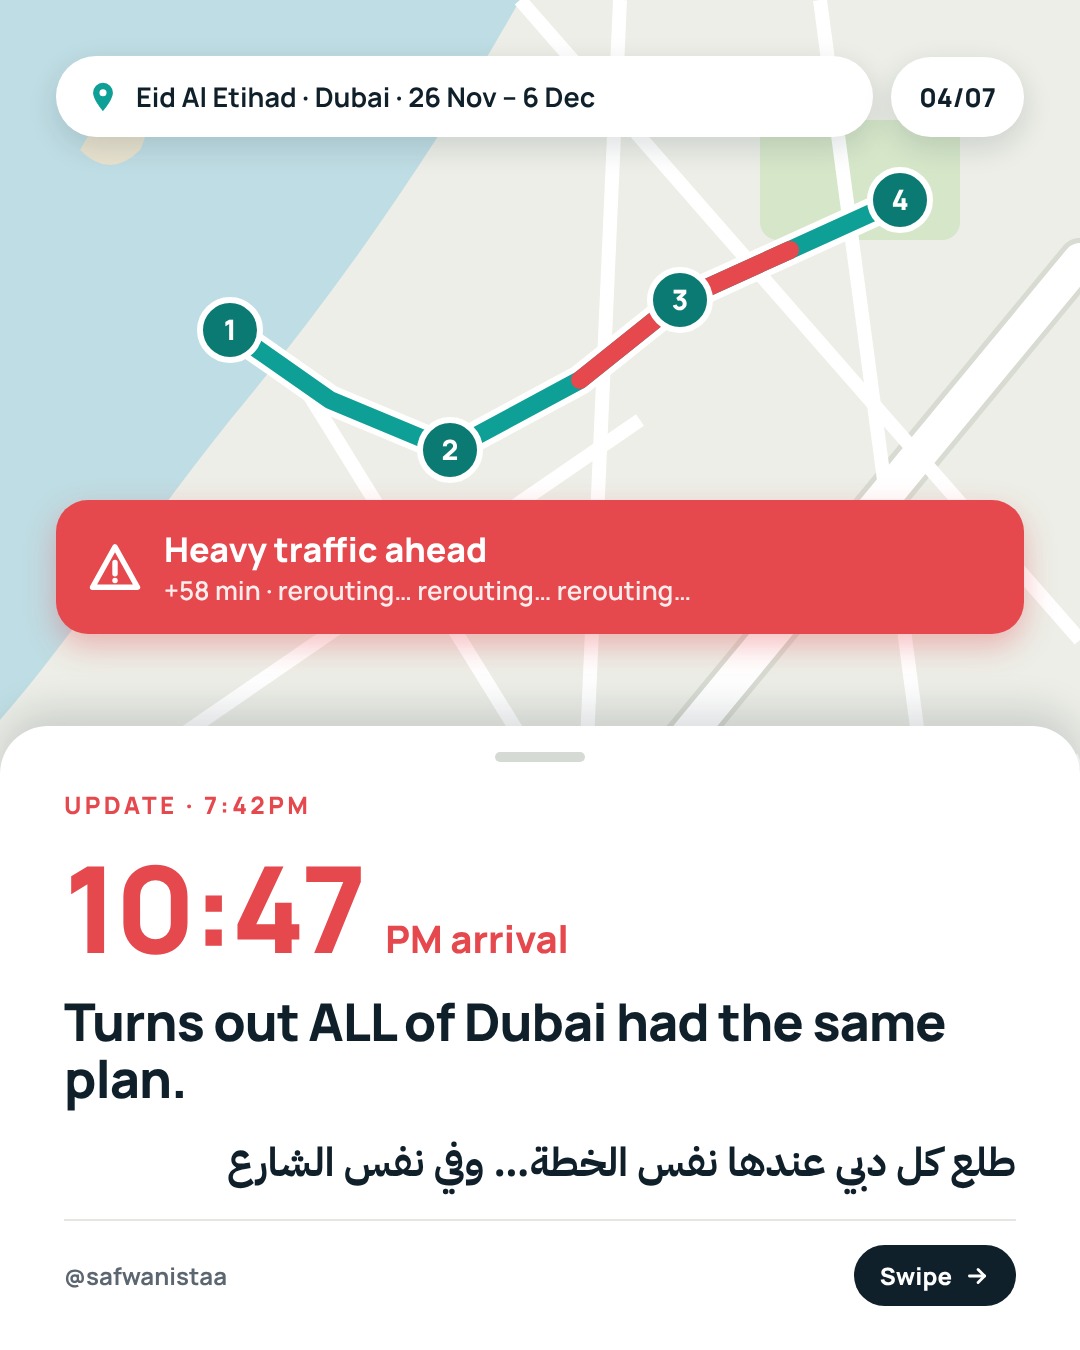 Eid Al Etihad · Dubai · 26 Nov – 6 Dec
04/07
4
3
1
2
Heavy traffic ahead
+58 min · rerouting... rerouting... rerouting...
UPDATE · 7:42PM
10:47 PM arrival
Turns out ALL of Dubai had the same
plan.
طلع كل دبي عندها نفس الخطة... وفي نفس الشارع
@safwanistaa
Swipe →